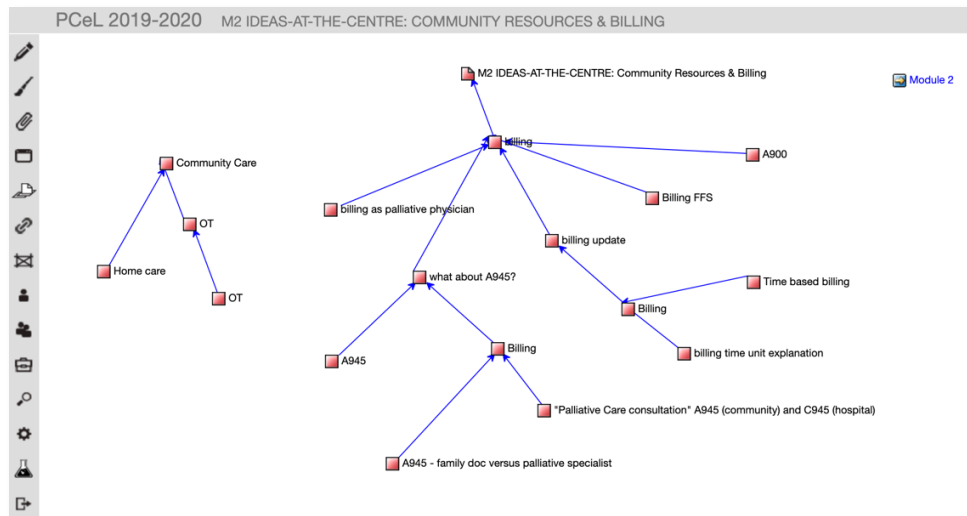 PCeL 2019-2020 M2 IDEAS-AT-THE-CENTRE: COMMUNITY RESOURCES & BILLING
M2 IDEAS-AT-THE-CENTRE: Community Resources & Billing
Module 2
billing
A900
Community Care
Billing FFS
billing as palliative physician
OT
billing update
Home care
what about A945?
Time based billing
OT
Billing
Billing
billing time unit explanation
A945
"Palliative Care consultation" A945 (community) and C945 (hospital)
A945 - family doc versus palliative specialist